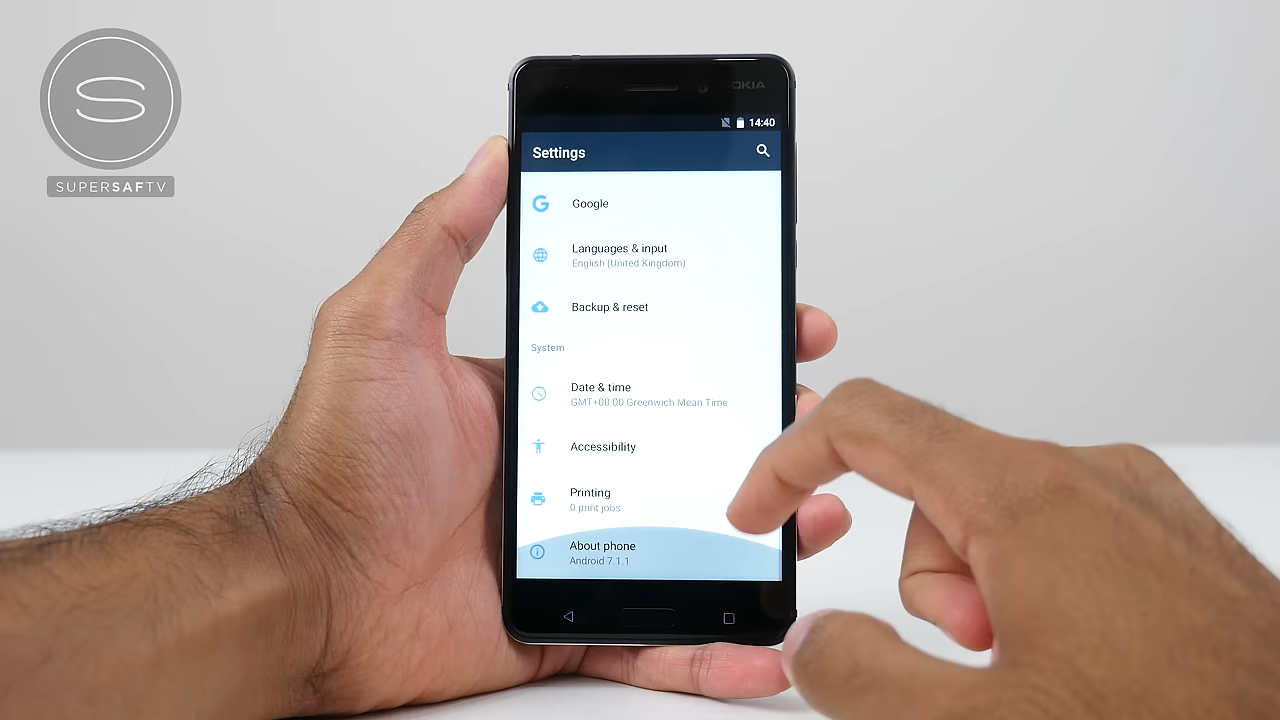 SUPERSAFTV
NOKIA
14:40
Settings
Google
Languages & input
English (United Kingdom)
Backup & reset
System
Date & time
GMT+00:00 Greenwich Mean Time
Accessibility
Printing
0 print jobs
About phone
Android 7.1.1